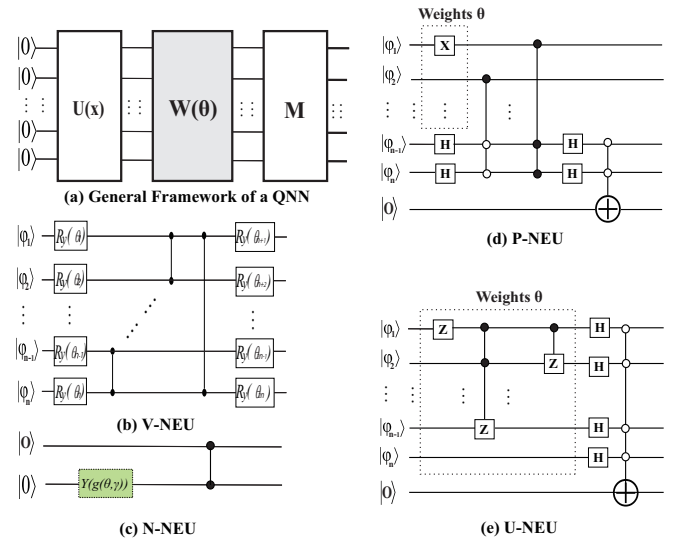 |0⟩
|0⟩
|0⟩
|0⟩
U(x)
W(θ)
M
(a) General Framework of a QNN
|φ₁⟩
|φ₂⟩
|φₙ₋₁⟩
|φₙ⟩
Ry(θ₁)
Ry(θ₂)
Ry(θₙ₋₁)
Ry(θₙ)
Ry(θₙ₊₁)
Ry(θₙ₊₂)
Ry(θ₂ₙ₋₁)
Ry(θ₂ₙ)
(b) V-NEU
|0⟩
|0⟩
Y(g(θ,γ))
(c) N-NEU
Weights θ
|φ₁⟩
X
|φ₂⟩
|φₙ₋₁⟩
H
H
|φₙ⟩
H
H
|0⟩
(d) P-NEU
Weights θ
|φ₁⟩
Z
H
|φ₂⟩
Z
H
|φₙ₋₁⟩
Z
H
|φₙ⟩
H
|0⟩
(e) U-NEU